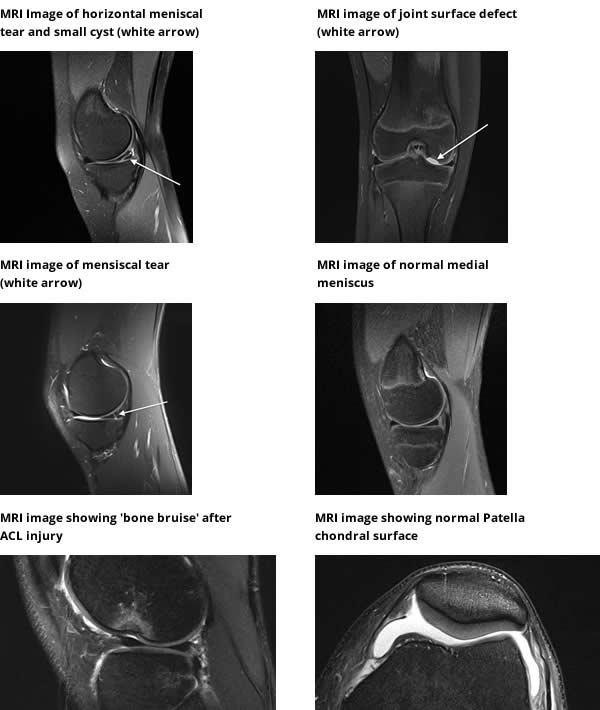 MRI Image of horizontal meniscal
tear and small cyst (white arrow)
MRI image of joint surface defect
(white arrow)
MRI image of mensiscal tear
(white arrow)
MRI image of normal medial
meniscus
MRI image showing 'bone bruise' after
ACL injury
MRI image showing normal Patella
chondral surface